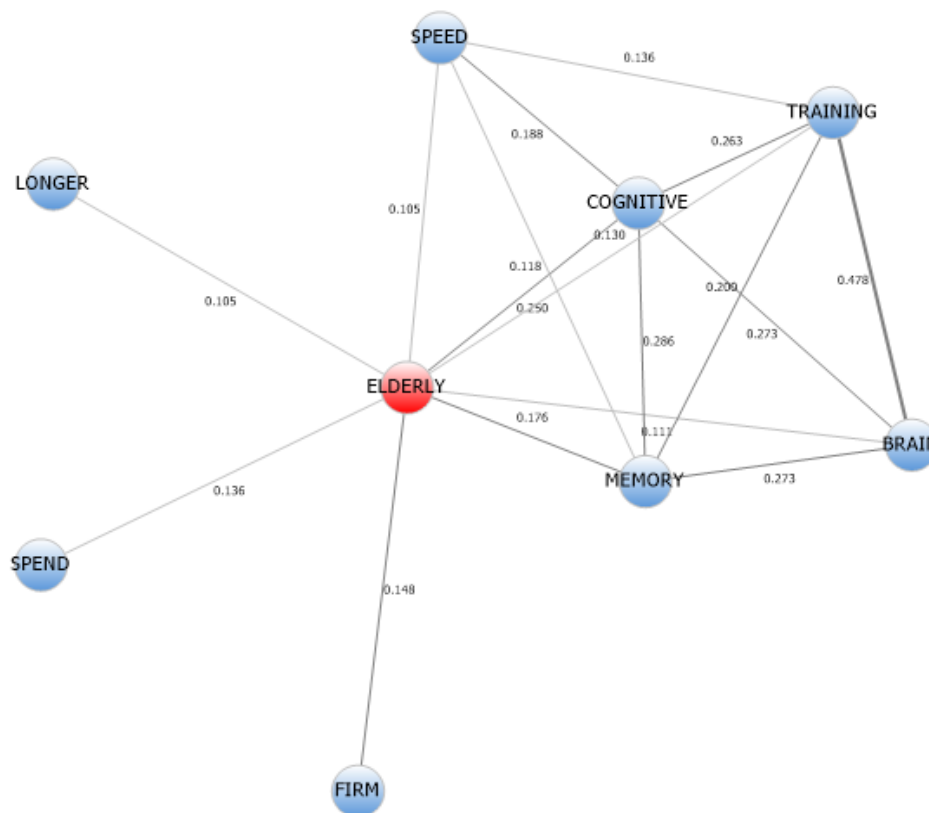 SPEED
0.136
TRAINING
0.188
0.263
LONGER
COGNITIVE
0.105
0.130
0.118
0.478
0.200
0.105
0.250
0.273
0.286
ELDERLY
0.176
0.111
BRAIN
MEMORY
0.273
0.136
SPEND
0.148
FIRM